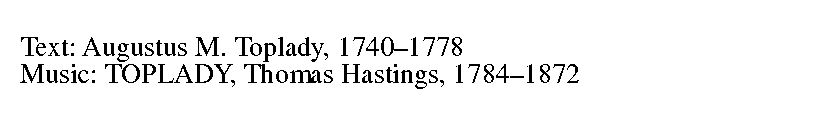 Text: Augustus M. Toplady, 1740–1778
Music: TOPLADY, Thomas Hastings, 1784–1872